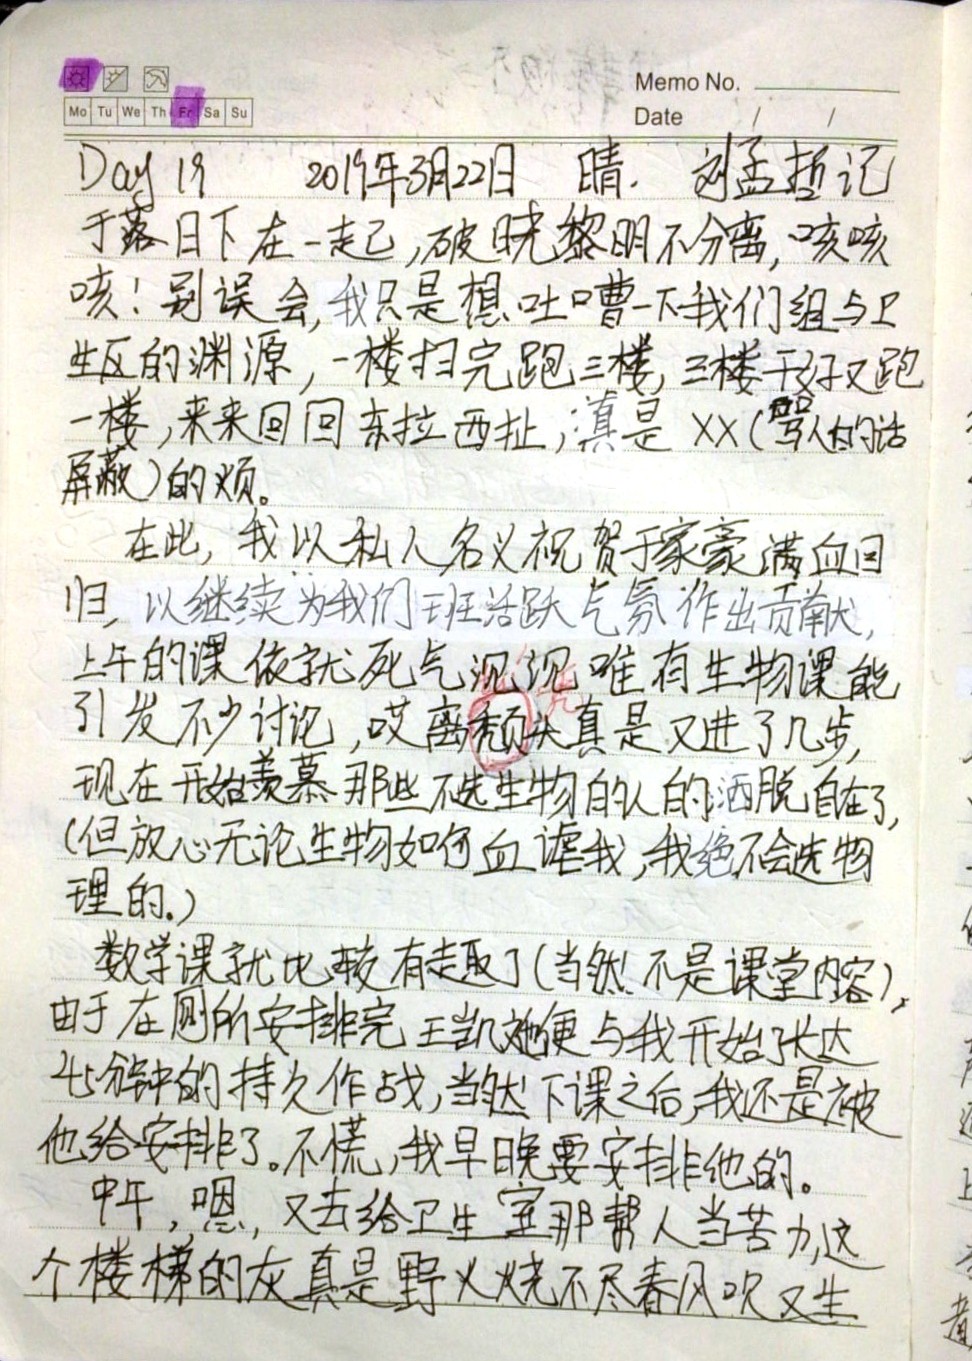 Memo No.
Mo Tu We Th Fr Sa Su
Date / /
Day 19 2019年3月22日 晴. 刘孟哲记
于落日下在一起,破晓黎明不分离,咳咳
咳!别误会,我只是想吐嘈一下我们组与卫
生区的渊源,一楼扫完跑三楼,三楼干好又跑
一楼,来来回回东拉西扯,滇是XX(骂人的话
屏蔽)的烦。
在此,我以私人名义祝贺于家豪满血回
归,以继续为我们班活跃气氛作出贡献,
上午的课依就死气沉沉唯有生物课能
引发不少讨论,哎离颓头真是又进了几步,
现在开始羡慕那些不选生物的人的洒脱自在了,
(但放心无论生物如何血虐我,我绝不会选物
理的.)
数学课就比较有趣了(当然不是课堂内容),
由于在厕所安排完王凯她便与我开始了长达
45分钟的持久作战,当然下课之后,我还是被
他给安排了。不慌,我早晚要安排他的。
中午,嗯,又去给卫生室那帮人当苦力,这
个楼梯的灰真是野火烧不尽春风吹又生